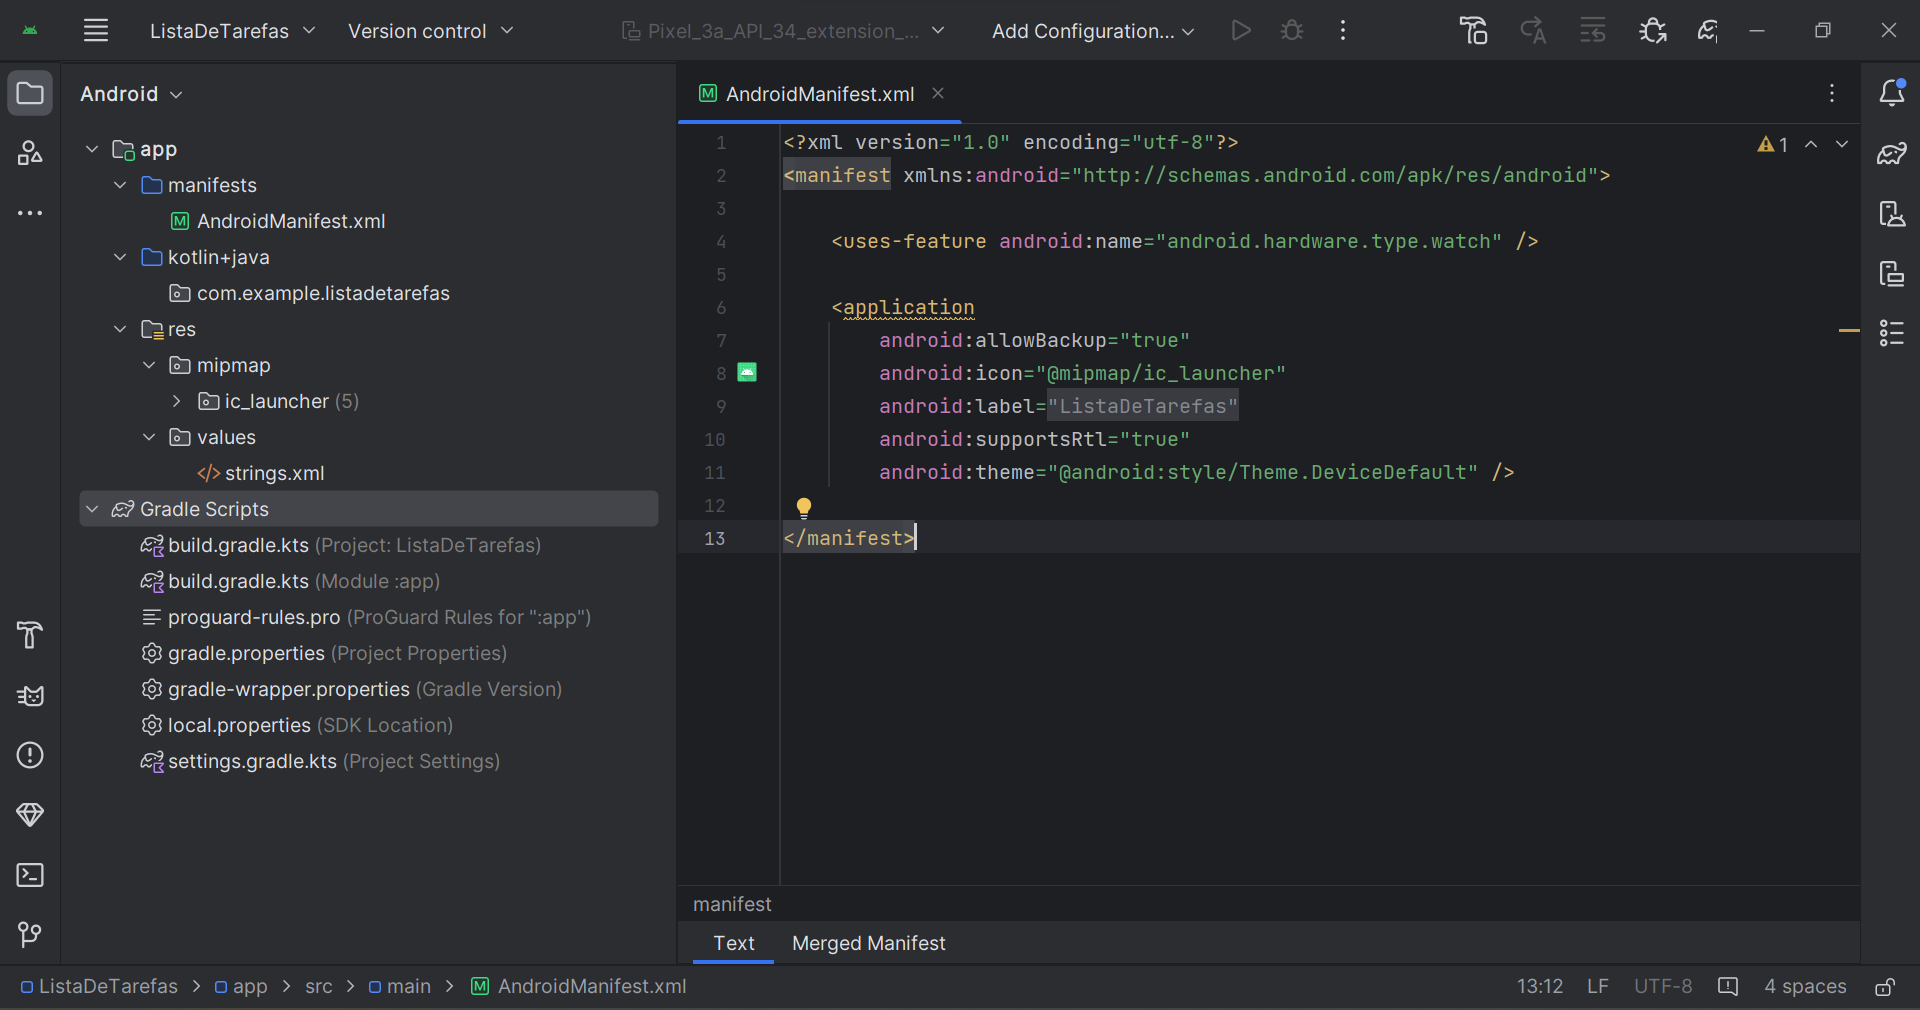 ListaDeTarefas Version control Pixel_3a_API_34_extension_... Add Configuration...
Android
app
manifests
AndroidManifest.xml
kotlin+java
com.example.listadetarefas
res
mipmap
ic_launcher (5)
values
strings.xml
Gradle Scripts
build.gradle.kts (Project: ListaDeTarefas)
build.gradle.kts (Module :app)
proguard-rules.pro (ProGuard Rules for ":app")
gradle.properties (Project Properties)
gradle-wrapper.properties (Gradle Version)
local.properties (SDK Location)
settings.gradle.kts (Project Settings)
AndroidManifest.xml
1
1 <?xml version="1.0" encoding="utf-8"?>
2 <manifest xmlns:android="http://schemas.android.com/apk/res/android">
3
4 <uses-feature android:name="android.hardware.type.watch" />
5
6 <application
7 android:allowBackup="true"
8 android:icon="@mipmap/ic_launcher"
9 android:label="ListaDeTarefas"
10 android:supportsRtl="true"
11 android:theme="@android:style/Theme.DeviceDefault" />
12
13 </manifest>
manifest
Text Merged Manifest
ListaDeTarefas > app > src > main > AndroidManifest.xml 13:12 LF UTF-8 4 spaces